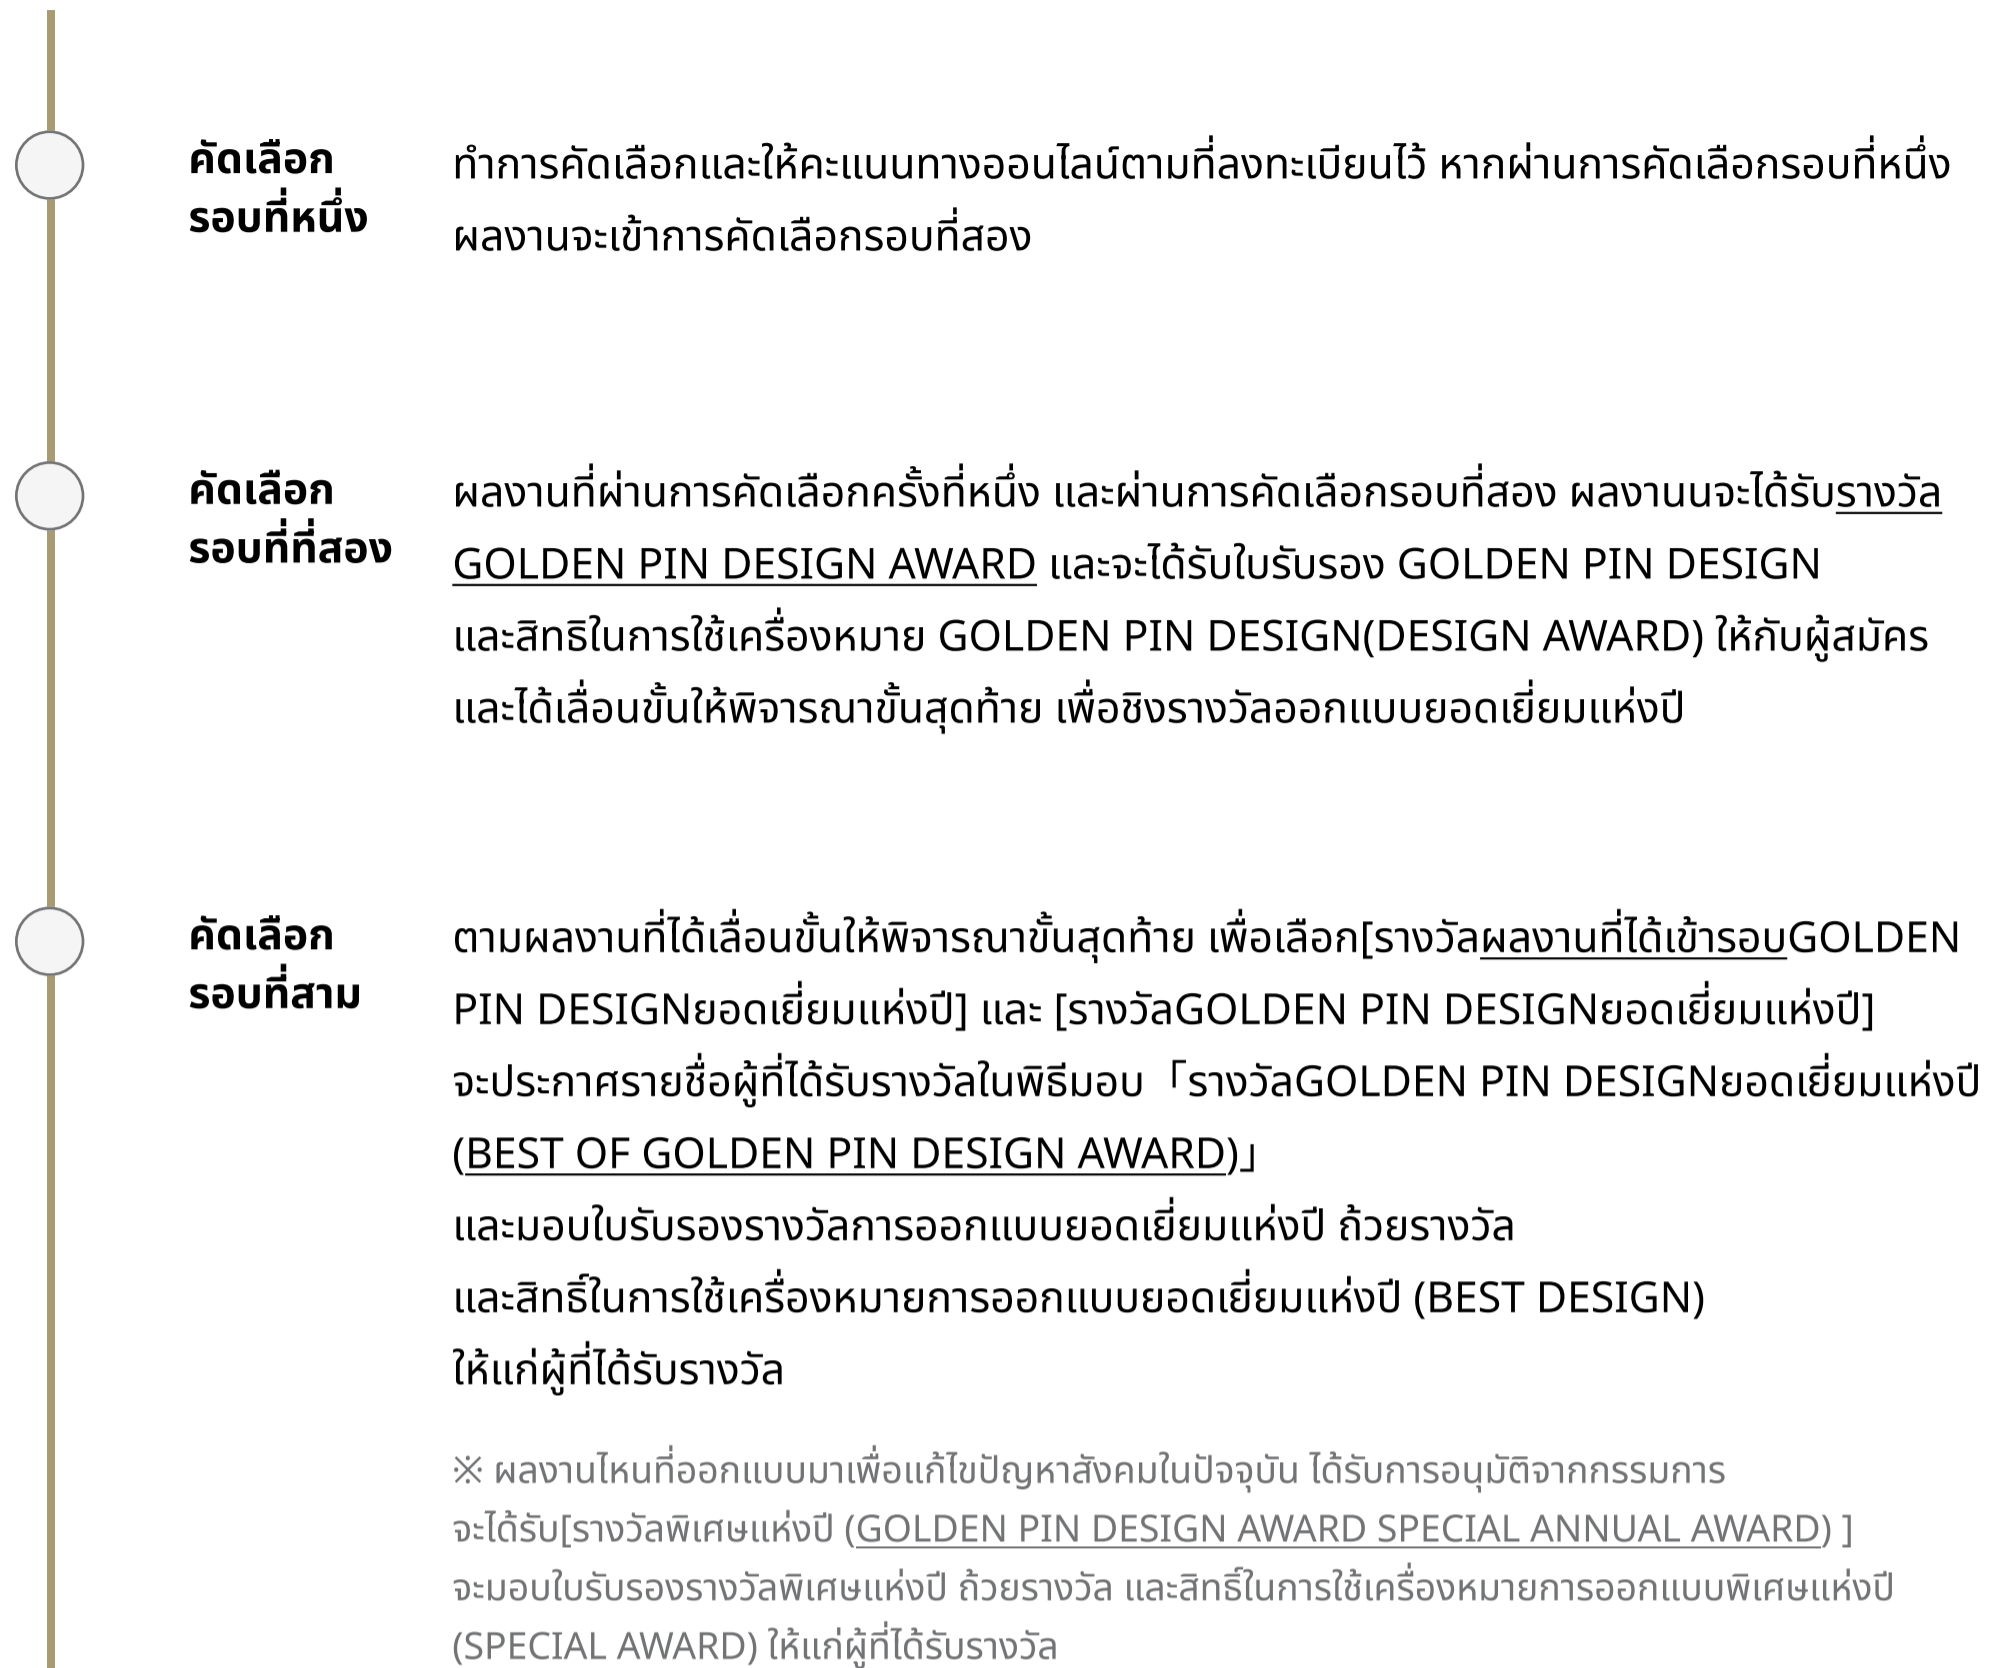 คัดเลือก
รอบที่หนึ่ง
ทำการคัดเลือกและให้คะแนนทางออนไลน์ตามที่ลงทะเบียนไว้ หากผ่านการคัดเลือกรอบที่หนึ่ง
ผลงานจะเข้าการคัดเลือกรอบที่สอง
คัดเลือก
รอบที่ที่สอง
ผลงานที่ผ่านการคัดเลือกครั้งที่หนึ่ง และผ่านการคัดเลือกรอบที่สอง ผลงานนจะได้รับรางวัล
GOLDEN PIN DESIGN AWARD และจะได้รับใบรับรอง GOLDEN PIN DESIGN
และสิทธิในการใช้เครื่องหมาย GOLDEN PIN DESIGN(DESIGN AWARD) ให้กับผู้สมัคร
และได้เลื่อนขั้นให้พิจารณาขั้นสุดท้าย เพื่อชิงรางวัลออกแบบยอดเยี่ยมแห่งปี
คัดเลือก
รอบที่สาม
ตามผลงานที่ได้เลื่อนขั้นให้พิจารณาขั้นสุดท้าย เพื่อเลือก[รางวัลผลงานที่ได้เข้ารอบGOLDEN
PIN DESIGNยอดเยี่ยมแห่งปี] และ [รางวัลGOLDEN PIN DESIGNยอดเยี่ยมแห่งปี]
จะประกาศรายชื่อผู้ที่ได้รับรางวัลในพิธีมอบ「รางวัลGOLDEN PIN DESIGNยอดเยี่ยมแห่งปี
(BEST OF GOLDEN PIN DESIGN AWARD)」
และมอบใบรับรองรางวัลการออกแบบยอดเยี่ยมแห่งปี ถ้วยรางวัล
และสิทธิ์ในการใช้เครื่องหมายการออกแบบยอดเยี่ยมแห่งปี (BEST DESIGN)
ให้แก่ผู้ที่ได้รับรางวัล
※ ผลงานไหนที่ออกแบบมาเพื่อแก้ไขปัญหาสังคมในปัจจุบัน ได้รับการอนุมัติจากกรรมการ
จะได้รับ[รางวัลพิเศษแห่งปี (GOLDEN PIN DESIGN AWARD SPECIAL ANNUAL AWARD) ]
จะมอบใบรับรองรางวัลพิเศษแห่งปี ถ้วยรางวัล และสิทธิ์ในการใช้เครื่องหมายการออกแบบพิเศษแห่งปี
(SPECIAL AWARD) ให้แก่ผู้ที่ได้รับรางวัล